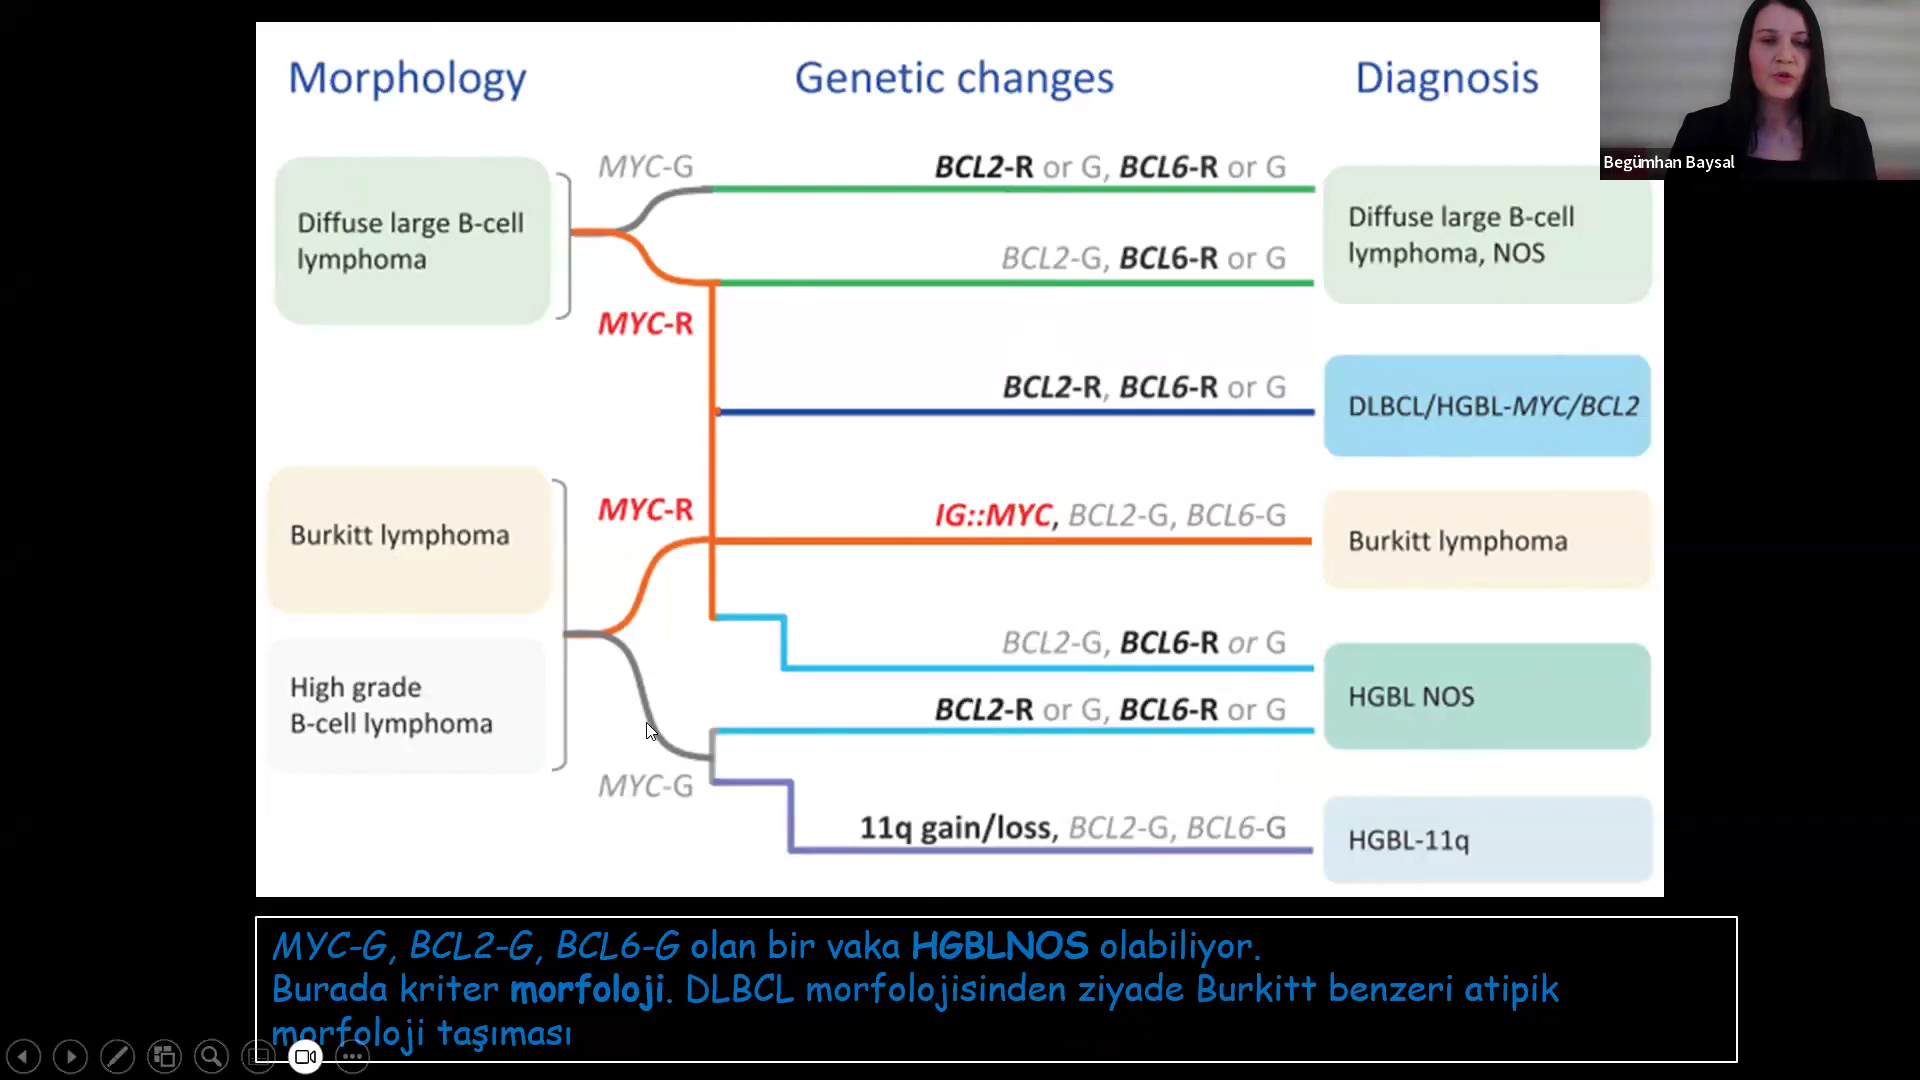 Morphology
Genetic changes
Diagnosis
Begümhan Baysal
MYC-G
BCL2-R or G, BCL6-R or G
Diffuse large B-cell
lymphoma
Diffuse large B-cell
lymphoma, NOS
BCL2-G, BCL6-R or G
MYC-R
BCL2-R, BCL6-R or G
DLBCL/HGBL-MYC/BCL2
MYC-R
IG::MYC, BCL2-G, BCL6-G
Burkitt lymphoma
Burkitt lymphoma
BCL2-G, BCL6-R or G
High grade
B-cell lymphoma
HGBL NOS
BCL2-R or G, BCL6-R or G
MYC-G
11q gain/loss, BCL2-G, BCL6-G
HGBL-11q
MYC-G, BCL2-G, BCL6-G olan bir vaka HGBLNOS olabiliyor.
Burada kriter morfoloji. DLBCL morfolojisinden ziyade Burkitt benzeri atipik
morfoloji taşıması